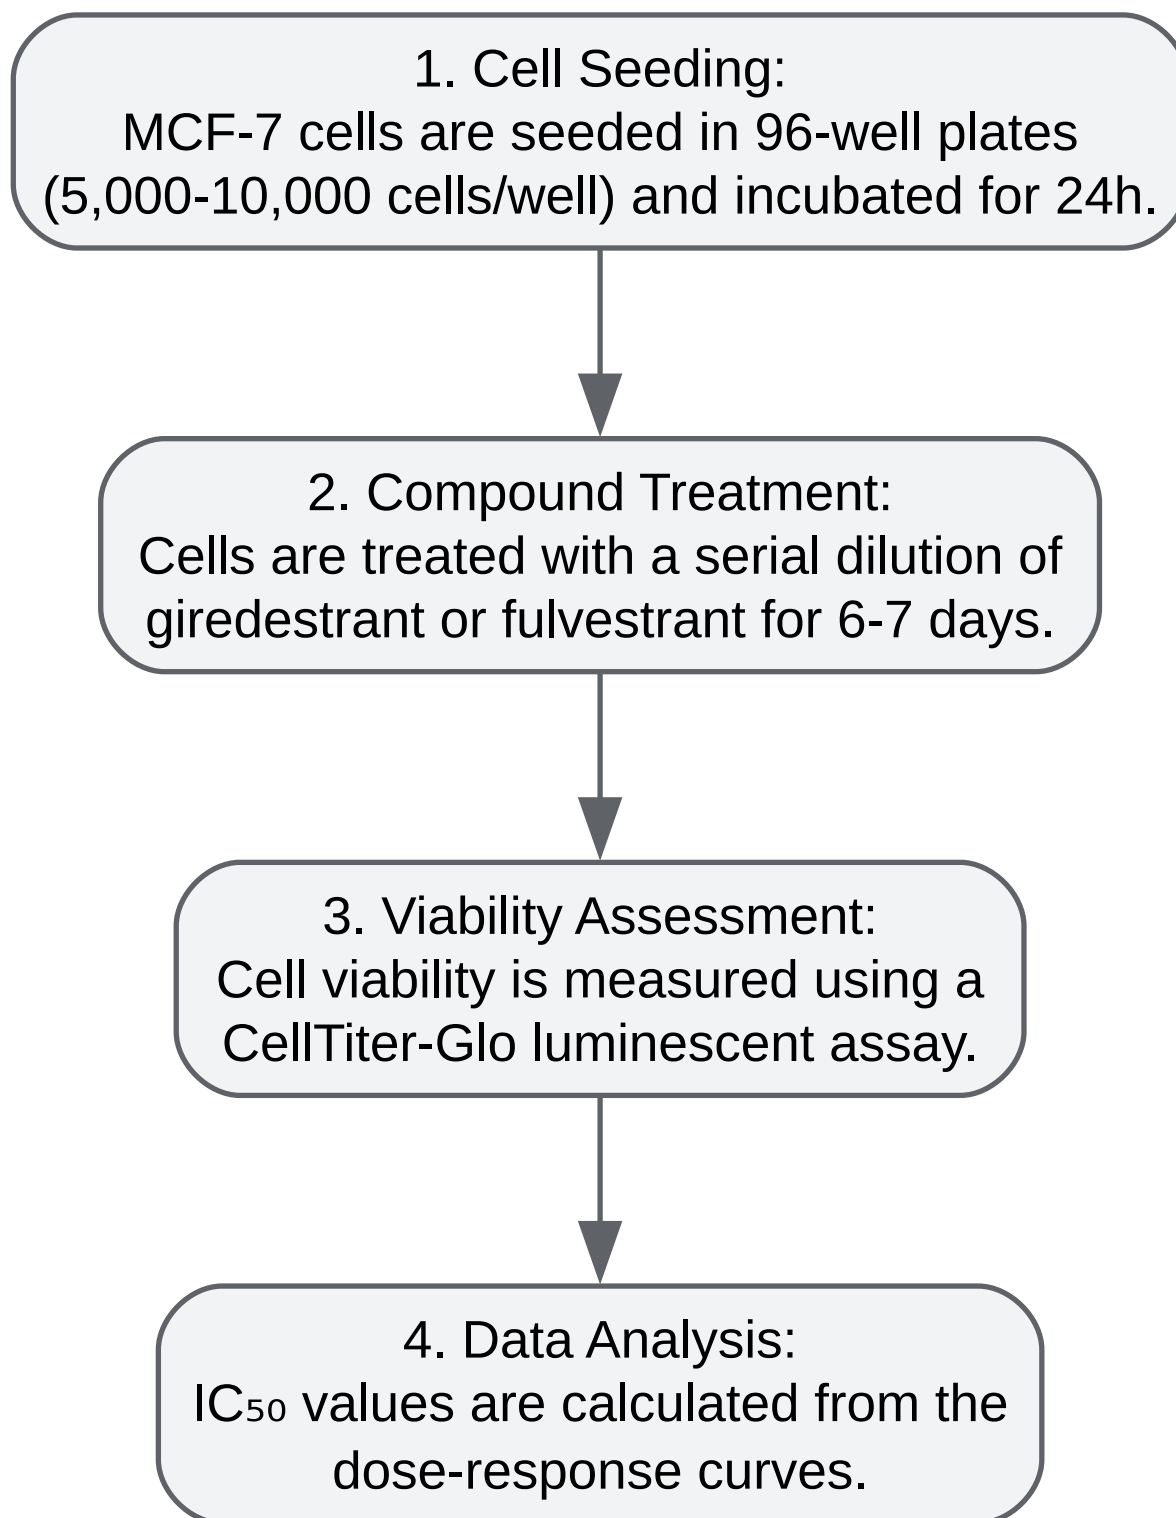 1. Cell Seeding:
MCF-7 cells are seeded in 96-well plates
(5,000-10,000 cells/well) and incubated for 24h.
2. Compound Treatment:
Cells are treated with a serial dilution of
giredestrant or fulvestrant for 6-7 days.
3. Viability Assessment:
Cell viability is measured using a
CellTiter-Glo luminescent assay.
4. Data Analysis:
IC₅₀ values are calculated from the
dose-response curves.